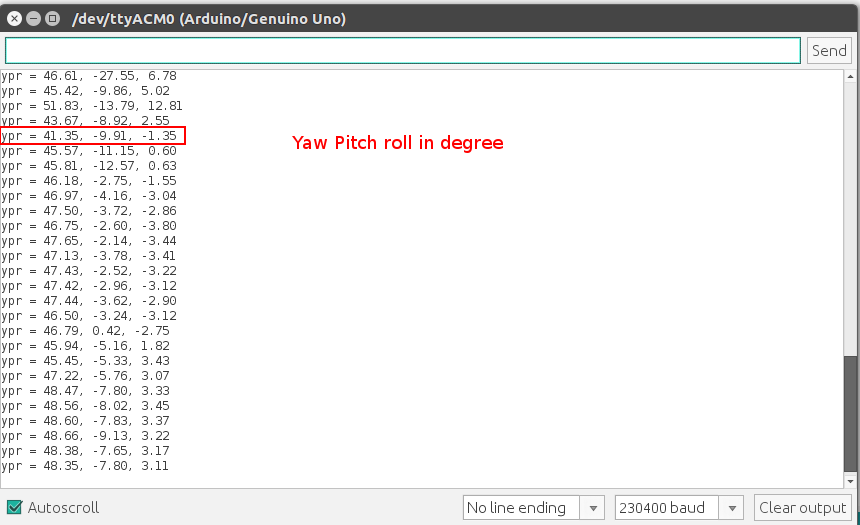 /dev/ttyACM0 (Arduino/Genuino Uno)
Send
ypr = 46.61, -27.55, 6.78
ypr = 45.42, -9.86, 5.02
ypr = 51.83, -13.79, 12.81
ypr = 43.67, -8.92, 2.55
ypr = 41.35, -9.91, -1.35
Yaw Pitch roll in degree
ypr = 45.57, -11.15, 0.60
ypr = 45.81, -12.57, 0.63
ypr = 46.18, -2.75, -1.55
ypr = 46.97, -4.16, -3.04
ypr = 47.50, -3.72, -2.86
ypr = 46.75, -2.60, -3.80
ypr = 47.65, -2.14, -3.44
ypr = 47.13, -3.78, -3.41
ypr = 47.43, -2.52, -3.22
ypr = 47.42, -2.96, -3.12
ypr = 47.44, -3.62, -2.90
ypr = 46.50, -3.24, -3.12
ypr = 46.79, 0.42, -2.75
ypr = 45.94, -5.16, 1.82
ypr = 45.45, -5.33, 3.43
ypr = 47.22, -5.76, 3.07
ypr = 48.47, -7.80, 3.33
ypr = 48.56, -8.02, 3.45
ypr = 48.60, -7.83, 3.37
ypr = 48.66, -9.13, 3.22
ypr = 48.38, -7.65, 3.17
ypr = 48.35, -7.80, 3.11
Autoscroll
No line ending
230400 baud
Clear output